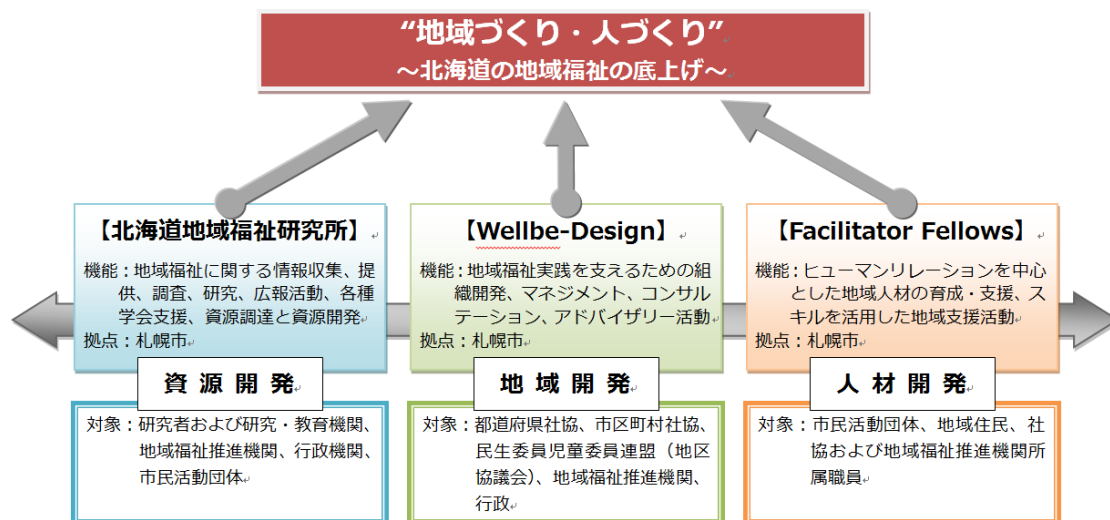 “地域づくり・人づくり”
～北海道の地域福祉の底上げ～
【北海道地域福祉研究所】
機能：地域福祉に関する情報収集、提
供、調査、研究、広報活動、各種
学会支援、資源調達と資源開発
拠点：札幌市
資源開発
対象：研究者および研究・教育機関、
地域福祉推進機関、行政機関、
市民活動団体
【Wellbe-Design】
機能：地域福祉実践を支えるための組
織開発、マネジメント、コンサル
テーション、アドバイザリー活動
拠点：札幌市
地域開発
対象：都道府県社協、市区町村社協、
民生委員児童委員連盟（地区
協議会）、地域福祉推進機関、
行政
【Facilitator Fellows】
機能：ヒューマンリレーションを中心
とした地域人材の育成・支援、ス
キルを活用した地域支援活動
拠点：札幌市
人材開発
対象：市民活動団体、地域住民、社
協および地域福祉推進機関所
属職員